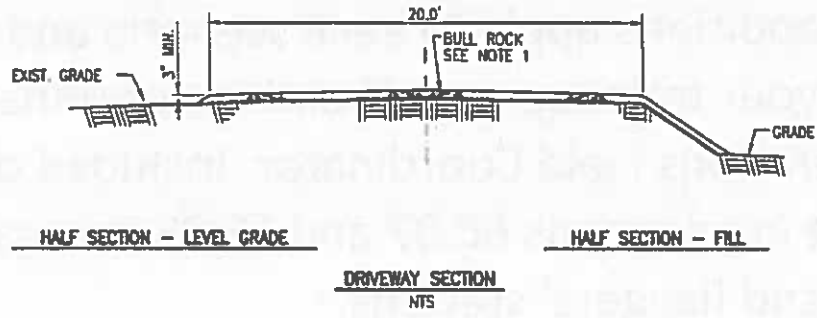 20.0'
3" MIN.
BULL ROCK
SEE NOTE 1
EXIST. GRADE
GRADE
HALF SECTION - LEVEL GRADE
HALF SECTION - FILL
DRIVEWAY SECTION
NTS